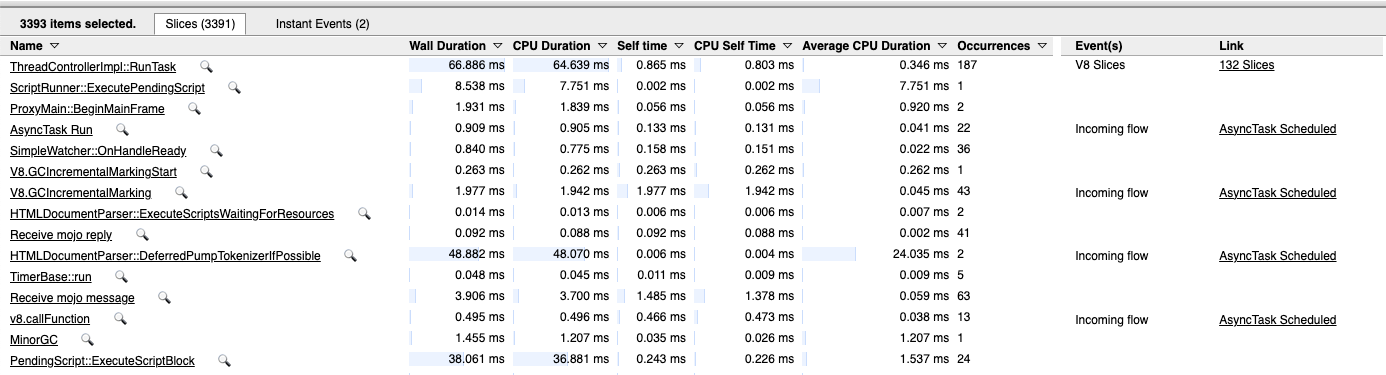 3393 items selected. Slices (3391) Instant Events (2)
Name Wall Duration CPU Duration Self time CPU Self Time Average CPU Duration Occurrences Event(s) Link
ThreadControllerImpl::RunTask 66.886 ms 64.639 ms 0.865 ms 0.803 ms 0.346 ms 187 V8 Slices 132 Slices
ScriptRunner::ExecutePendingScript 8.538 ms 7.751 ms 0.002 ms 0.002 ms 7.751 ms 1
ProxyMain::BeginMainFrame 1.931 ms 1.839 ms 0.056 ms 0.056 ms 0.920 ms 2
AsyncTask Run 0.909 ms 0.905 ms 0.133 ms 0.131 ms 0.041 ms 22 Incoming flow AsyncTask Scheduled
SimpleWatcher::OnHandleReady 0.840 ms 0.775 ms 0.158 ms 0.151 ms 0.022 ms 36
V8.GCIncrementalMarkingStart 0.263 ms 0.262 ms 0.263 ms 0.262 ms 0.262 ms 1
V8.GCIncrementalMarking 1.977 ms 1.942 ms 1.977 ms 1.942 ms 0.045 ms 43 Incoming flow AsyncTask Scheduled
HTMLDocumentParser::ExecuteScriptsWaitingForResources 0.014 ms 0.013 ms 0.006 ms 0.006 ms 0.007 ms 2
Receive mojo reply 0.092 ms 0.088 ms 0.092 ms 0.088 ms 0.002 ms 41
HTMLDocumentParser::DeferredPumpTokenizerIfPossible 48.882 ms 48.070 ms 0.006 ms 0.004 ms 24.035 ms 2 Incoming flow AsyncTask Scheduled
TimerBase::run 0.048 ms 0.045 ms 0.011 ms 0.009 ms 0.009 ms 5
Receive mojo message 3.906 ms 3.700 ms 1.485 ms 1.378 ms 0.059 ms 63
v8.callFunction 0.495 ms 0.496 ms 0.466 ms 0.473 ms 0.038 ms 13 Incoming flow AsyncTask Scheduled
MinorGC 1.455 ms 1.207 ms 0.035 ms 0.026 ms 1.207 ms 1
PendingScript::ExecuteScriptBlock 38.061 ms 36.881 ms 0.243 ms 0.226 ms 1.537 ms 24